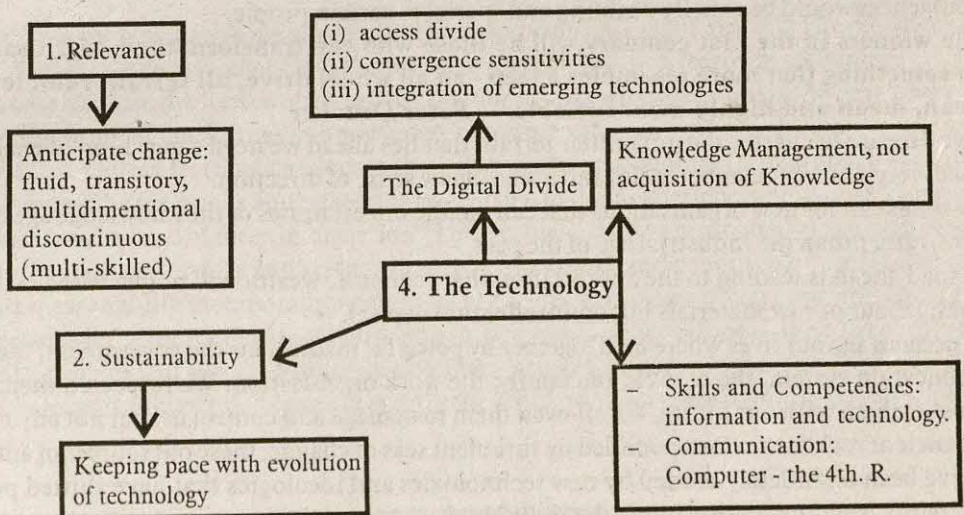 1. Relevance
Anticipate change:
fluid, transitory,
multidimentional
discontinuous
(multi-skilled)
(i) access divide
(ii) convergence sensitivities
(iii) integration of emerging technologies
The Digital Divide
Knowledge Management, not
acquisition of Knowledge
4. The Technology
2. Sustainability
Keeping pace with evolution
of technology
– Skills and Competencies:
information and technology.
Communication:
Computer - the 4th R